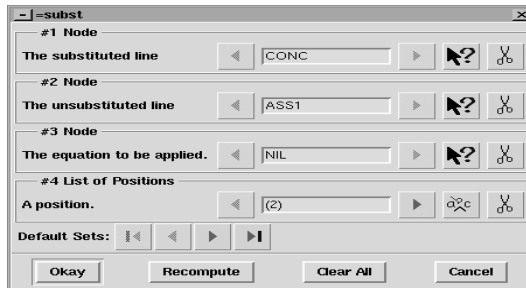 =subst
#1 Node
The substituted line
CONC
#2 Node
The unsubstituted line
ASS1
#3 Node
The equation to be applied.
NIL
#4 List of Positions
A position.
(2)
Default Sets:
Okay Recompute Clear All Cancel